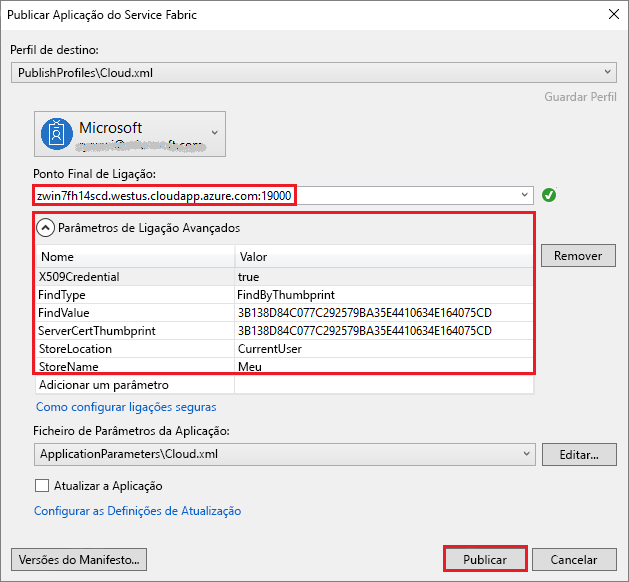 Publicar Aplicação do Service Fabric
Perfil de destino:
PublishProfiles\Cloud.xml
Guardar Perfil
Microsoft
Ponto Final de Ligação:
zwin7fh14scd.westus.cloudapp.azure.com:19000
Parâmetros de Ligação Avançados
Nome Valor
Remover
X509Credential true
FindType FindByThumbprint
FindValue 3B138D84C077C292579BA35E4410634E164075CD
ServerCertThumbprint 3B138D84C077C292579BA35E4410634E164075CD
StoreLocation CurrentUser
StoreName Meu
Adicionar um parâmetro
Como configurar ligações seguras
Ficheiro de Parâmetros da Aplicação:
ApplicationParameters\Cloud.xml
Editar...
Atualizar a Aplicação
Configurar as Definições de Atualização
Versões do Manifesto... Publicar Cancelar